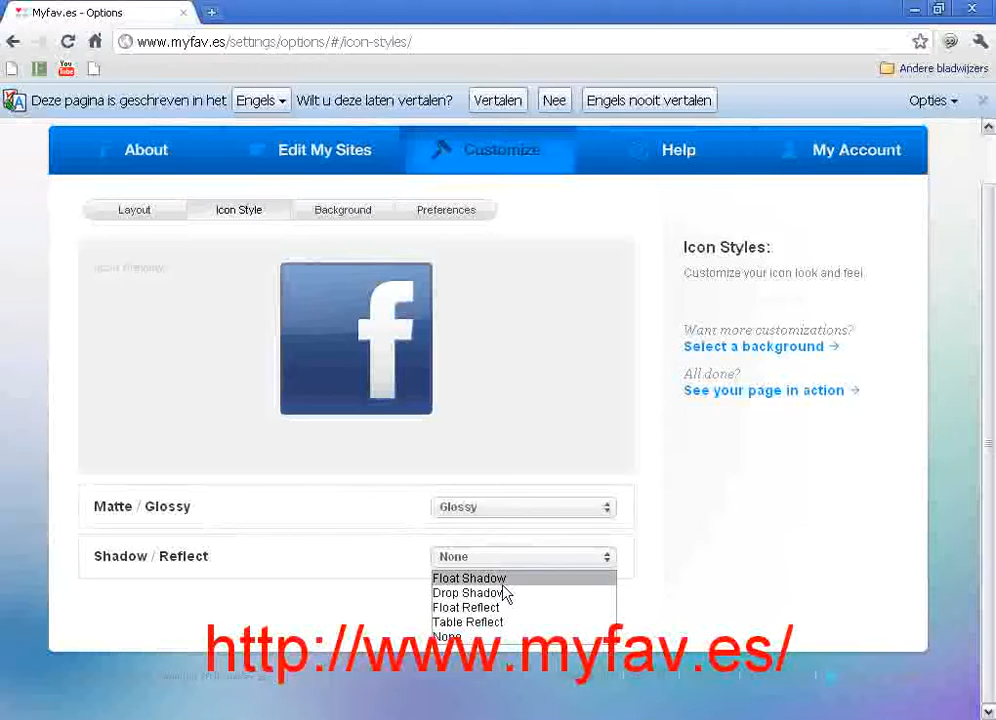 Myfav.es - Options
www.myfav.es/settings/options/#/icon-styles/
You
Tube
Andere bladwijzers
Deze pagina is geschreven in het Engels Wilt u deze laten vertalen? Vertalen Nee Engels nooit vertalen Opties
About Edit My Sites Customize Help My Account
Layout Icon Style Background Preferences
f
Icon Styles:
Customize your icon look and feel.
Want more customizations?
Select a background →
All done?
See your page in action →
Matte / Glossy Glossy
Shadow / Reflect None
Float Shadow
Drop Shadow
Float Reflect
Table Reflect
None
http://www.myfav.es/